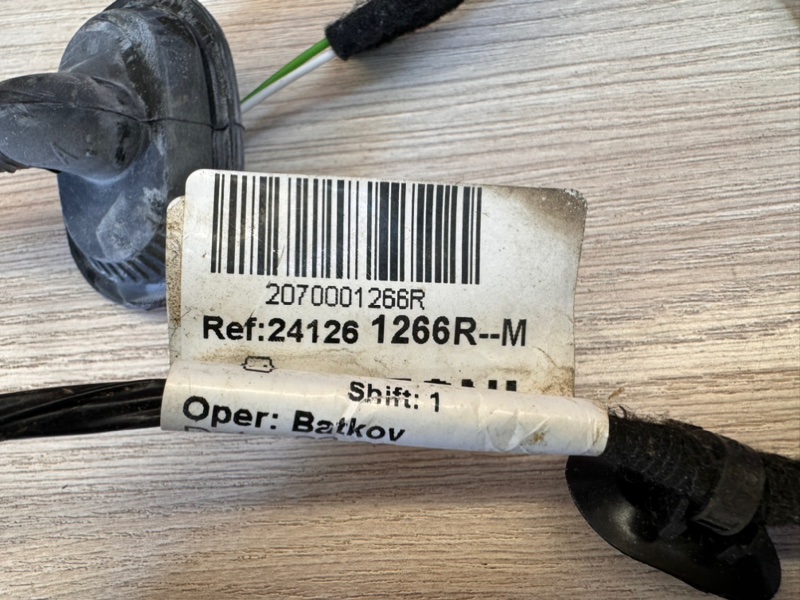 2070001266R
Ref:24126 1266R--M
Shift: 1
Oper: Batkov